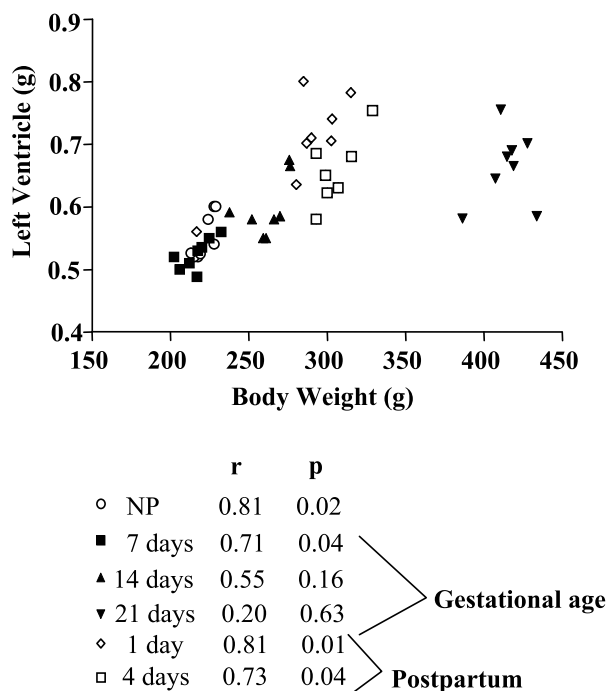 0.9
0.8
0.7
0.6
0.5
0.4
Left Ventricle (g)
150 200 250 300 350 400 450
Body Weight (g)
r p
NP 0.81 0.02
7 days 0.71 0.04
14 days 0.55 0.16
21 days 0.20 0.63
Gestational age
1 day 0.81 0.01
4 days 0.73 0.04
Postpartum